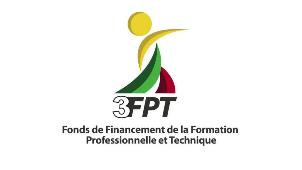 3FPT
Fonds de Financement de la Formation
Professionnelle et Technique